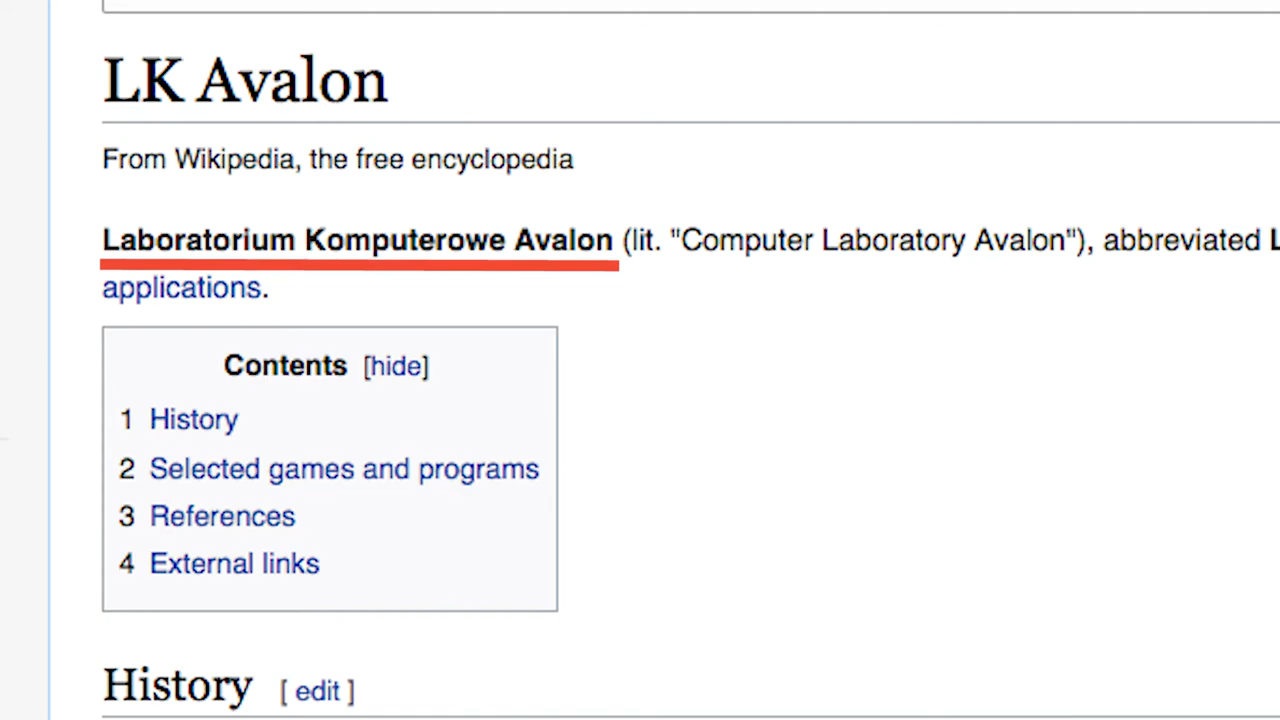 LK Avalon
From Wikipedia, the free encyclopedia
Laboratorium Komputerowe Avalon (lit. "Computer Laboratory Avalon"), abbreviated
applications.
Contents [hide]
1 History
2 Selected games and programs
3 References
4 External links
History [ edit ]